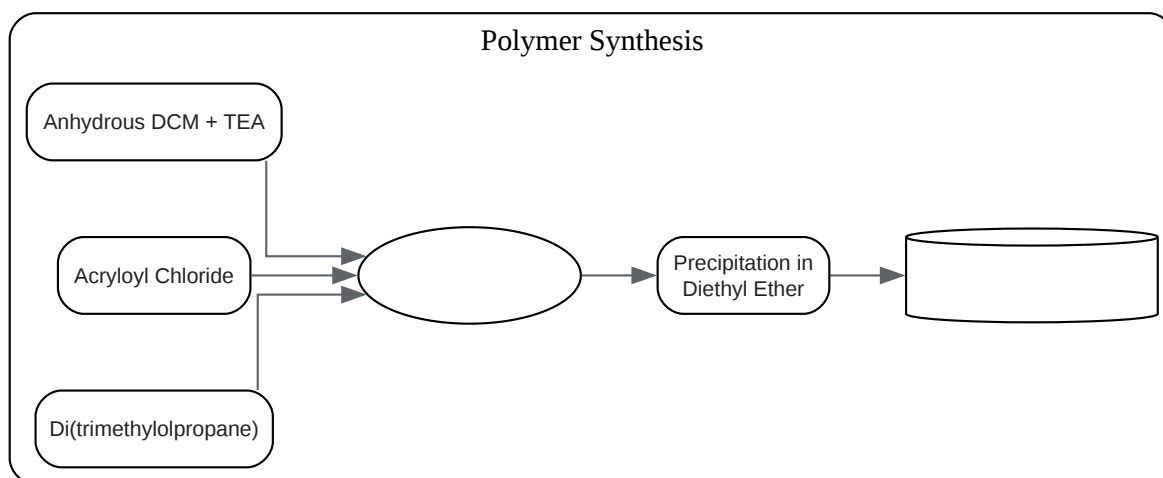 Polymer Synthesis
Anhydrous DCM + TEA
Acryloyl Chloride
Di(trimethylolpropane)
Precipitation in
Diethyl Ether